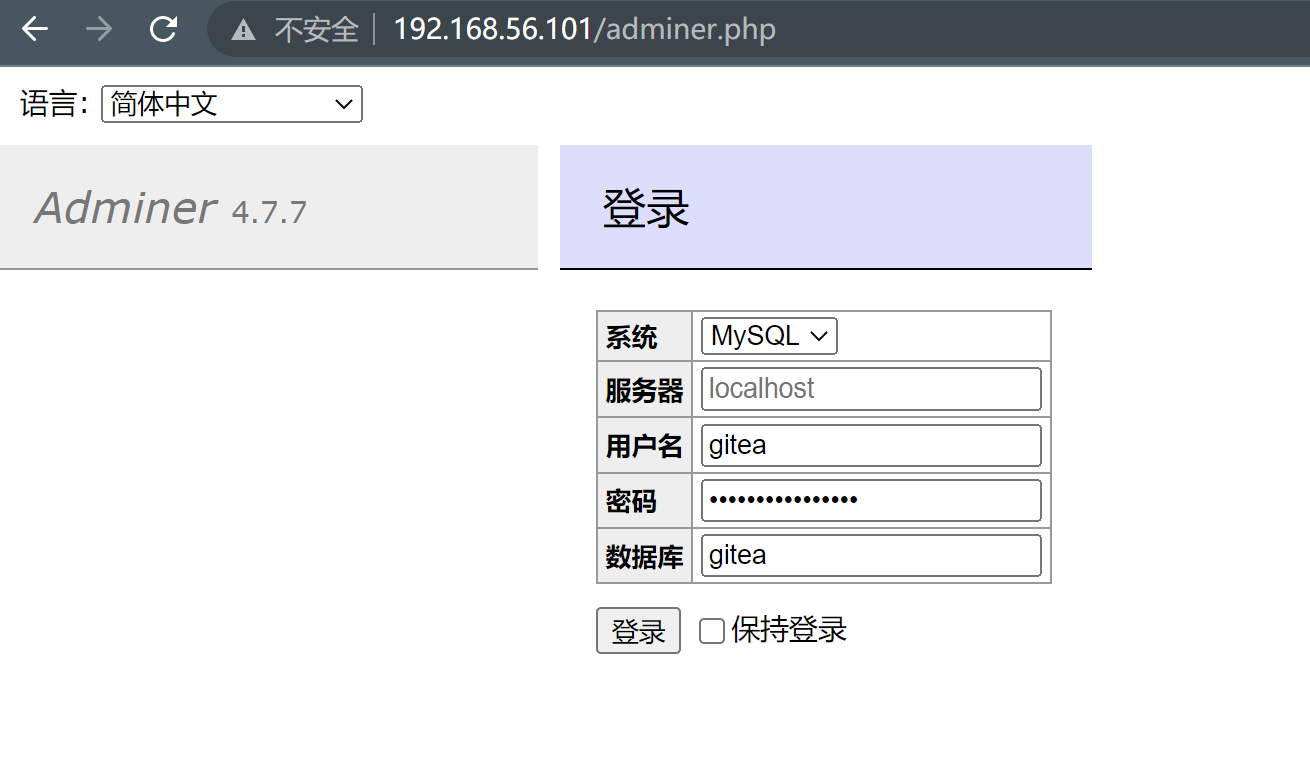 不安全 192.168.56.101/adminer.php
语言: 简体中文
Adminer 4.7.7
登录
系统 MySQL
服务器 localhost
用户名 gitea
密码 ••••••••••••••••
数据库 gitea
登录 保持登录